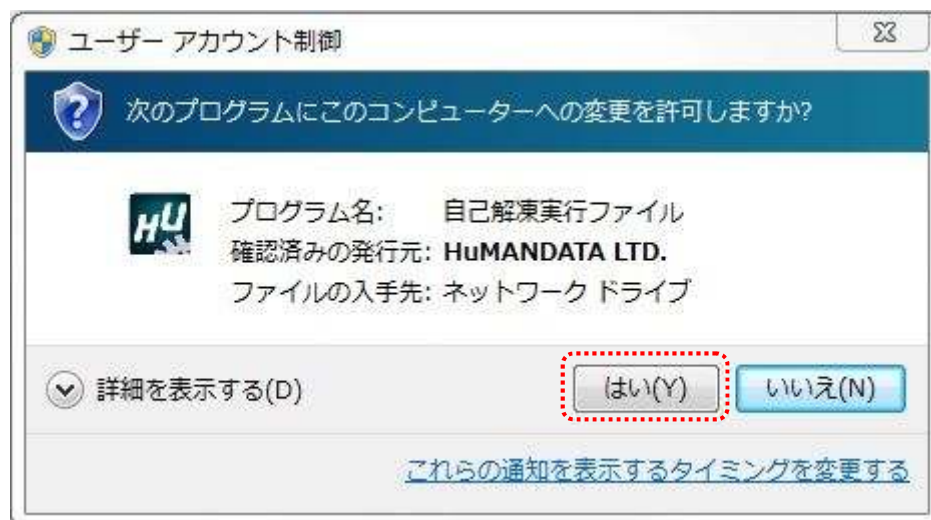 ユーザー アカウント制御
次のプログラムにこのコンピューターへの変更を許可しますか?
HU
プログラム名: 自己解凍実行ファイル
確認済みの発行元: HuMANDATA LTD.
ファイルの入手先: ネットワーク ドライブ
詳細を表示する(D) はい(Y) いいえ(N)
これらの通知を表示するタイミングを変更する